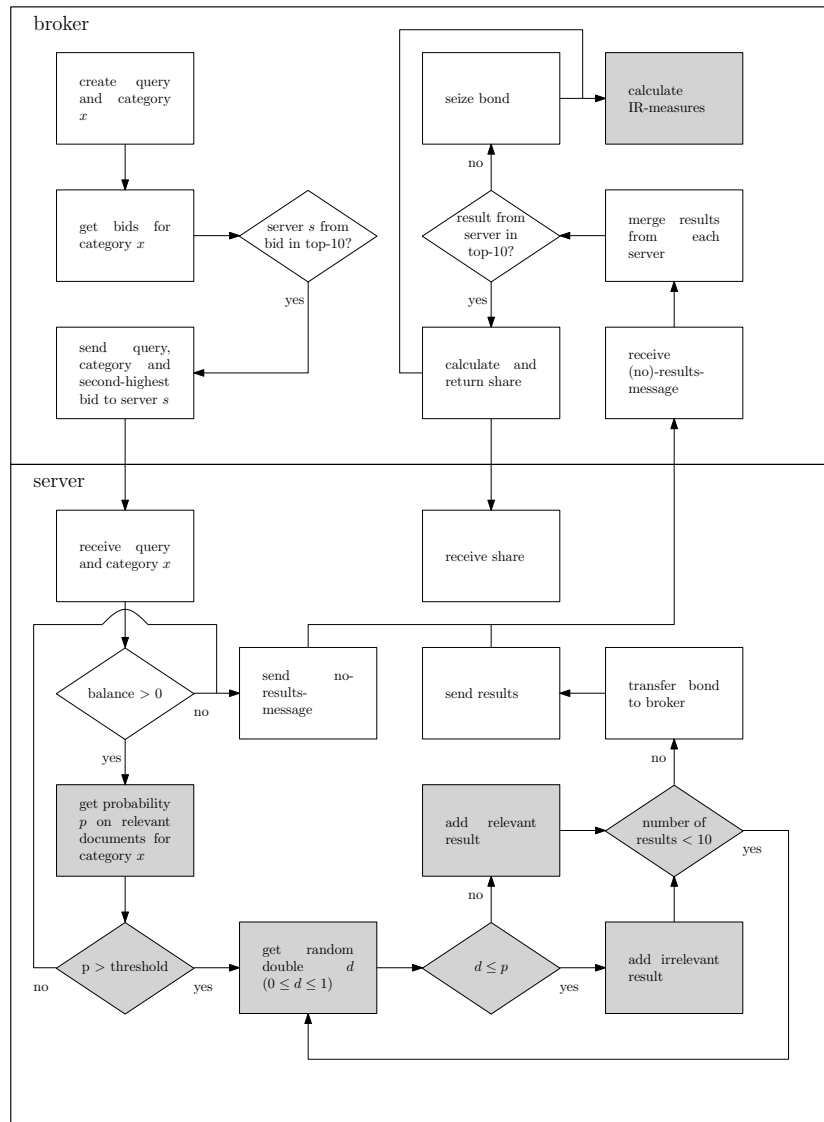 broker
create query
and category
x
seize bond
calculate
IR-measures
no
get bids for
category x
server s from
bid in top-10?
result from
server in
top-10?
merge results
from each
server
yes
yes
send query,
category and
second-highest
bid to server s
calculate and
return share
receive
(no)-results-
message
server
receive query
and category x
receive share
balance > 0
no
send no-
results-
message
send results
transfer bond
to broker
yes
no
get probability
p on relevant
documents for
category x
add relevant
result
number of
results < 10
yes
no
p > threshold
no
yes
get random
double d
(0 ≤ d ≤ 1)
d ≤ p
yes
add irrelevant
result